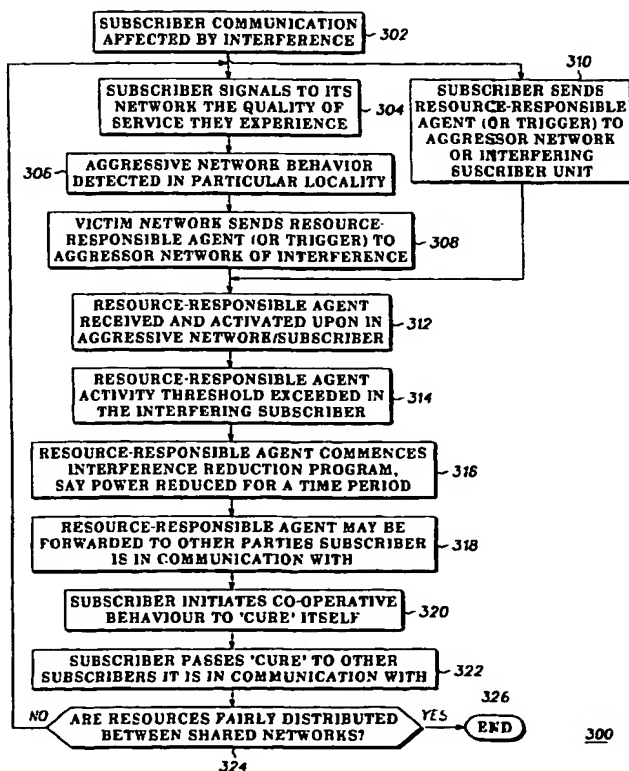 SUBSCRIBER COMMUNICATION
AFFECTED BY INTERFERENCE
302
SUBSCRIBER SIGNALS TO ITS
NETWORK THE QUALITY OF
SERVICE THEY EXPERIENCE
304
310
SUBSCRIBER SENDS
RESOURCE-RESPONSIBLE
AGENT (OR TRIGGER) TO
AGGRESSOR NETWORK
OR INTERFERING
SUSCRIBER UNIT
306
AGGRESSIVE NETWORK BEHAVIOR
DETECTED IN PARTICULAR LOCALITY
VICTIM NETWORK SENDS RESOURCE-
RESPONSIBLE AGENT (OR TRIGGER) TO
AGGRESSOR NETWORK OF INTERFERENCE
308
RESOURCE-RESPONSIBLE AGENT
RECEIVED AND ACTIVATED UPON IN
AGGRESSIVE NETWORK/SUBSCRIBER
312
RESOURCE-RESPONSIBLE AGENT
ACTIVITY THRESHOLD EXCEEDED IN
THE INTERFERING SUBSCRIBER
314
RESOURCE-RESPONSIBLE AGENT COMMENCES
INTERFERENCE REDUCTION PROGRAM,
SAY POWER REDUCED FOR A TIME PERIOD
316
RESOURCE-RESPONSIBLE AGENT MAY BE
FORWARDED TO OTHER PARTIES SUBSCRIBER
IS IN COMMUNICATION WITH
318
SUBSCRIBER INITIATES CO-OPERATIVE
BEHAVIOUR TO 'CURE' ITSELF
320
SUBSCRIBER PASSES 'CURE' TO OTHER
SUBSCRIBERS IT IS IN COMMUNICATION WITH
322
NO
ARE RESOURCES FAIRLY DISTRIBUTED
BETWEEN SHARED NETWORKS?
YES
324
326
END
300